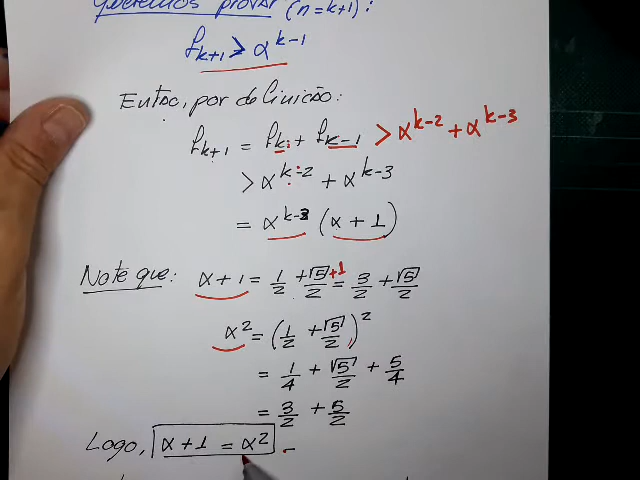 Queremos provar (n=k+1):
f_{k+1} > α^{k-1}
Então, por definição:
f_{k+1} = f_k + f_{k-1} > α^{k-2} + α^{k-3}
> α^{k-2} + α^{k-3}
= α^{k-3} (α + 1)
Note que: α + 1 = 1/2 + √5/2 + 1 = 3/2 + √5/2
α² = (1/2 + √5/2)²
= 1/4 + √5/2 + 5/4
= 3/2 + 5/2
Logo, α + 1 = α²